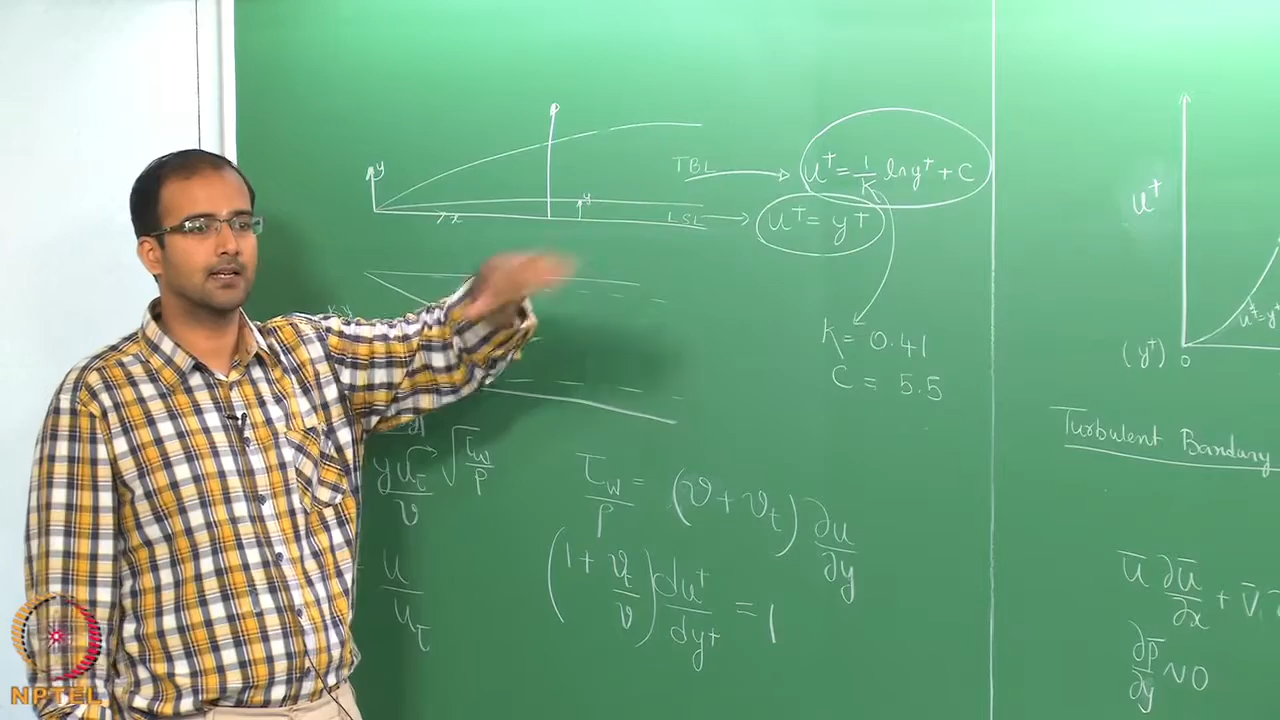 y
x
y
TBL
u⁺ = 1/K ln y⁺ + C
LSL
u⁺ = y⁺
K = 0.41
C = 5.5
y u_τ / ν
√(τ_w/ρ)
u / u_τ
τ_w/ρ = (ν + ν_t) ∂u/∂y
(1 + ν_t/ν) du⁺/dy⁺ = 1
u⁺
u⁺=y⁺
(y⁺) 0
Turbulent Boundary
ū ∂ū/∂x + v̄
∂p̄/∂y ~ 0
NPTEL